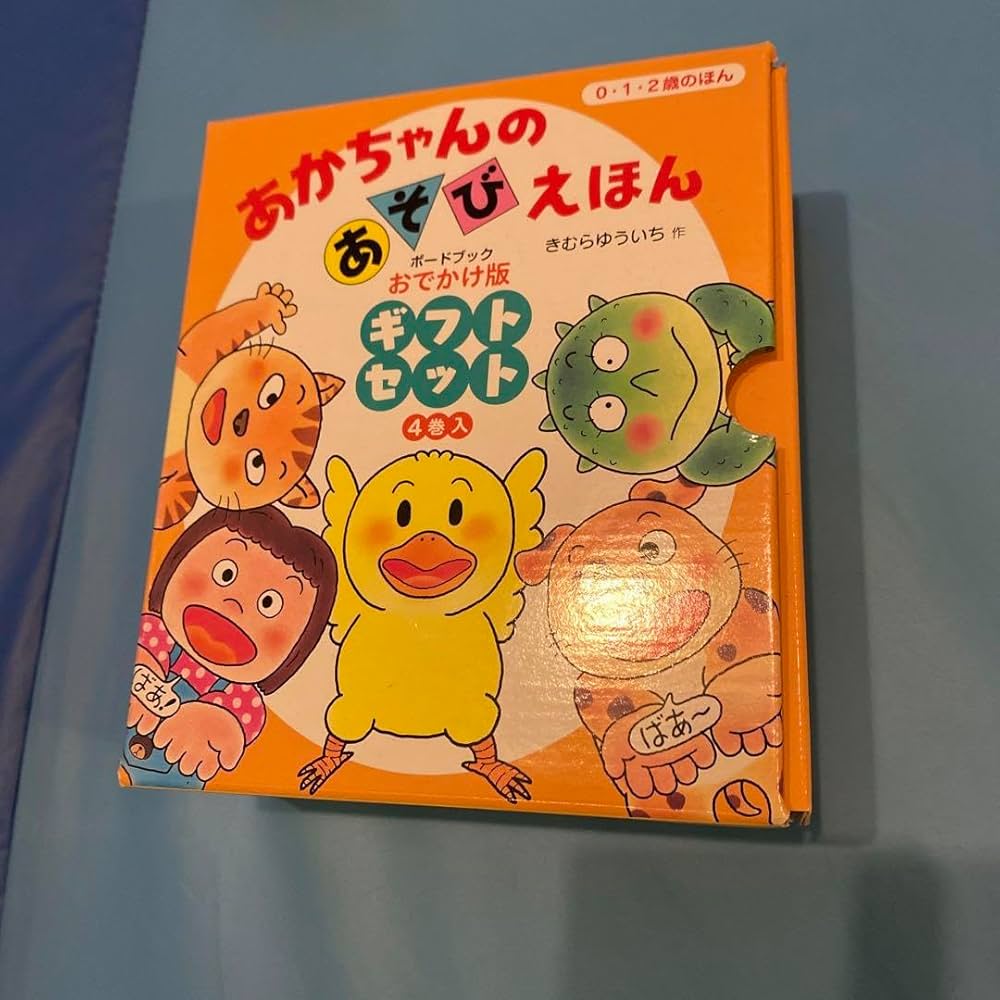 0・1・2歳のほん
あかちゃんの
あそびえほん
きむらゆういち 作
ボードブック
おでかけ版
ギフト
セット
4巻入
ばあ!
ばあ〜